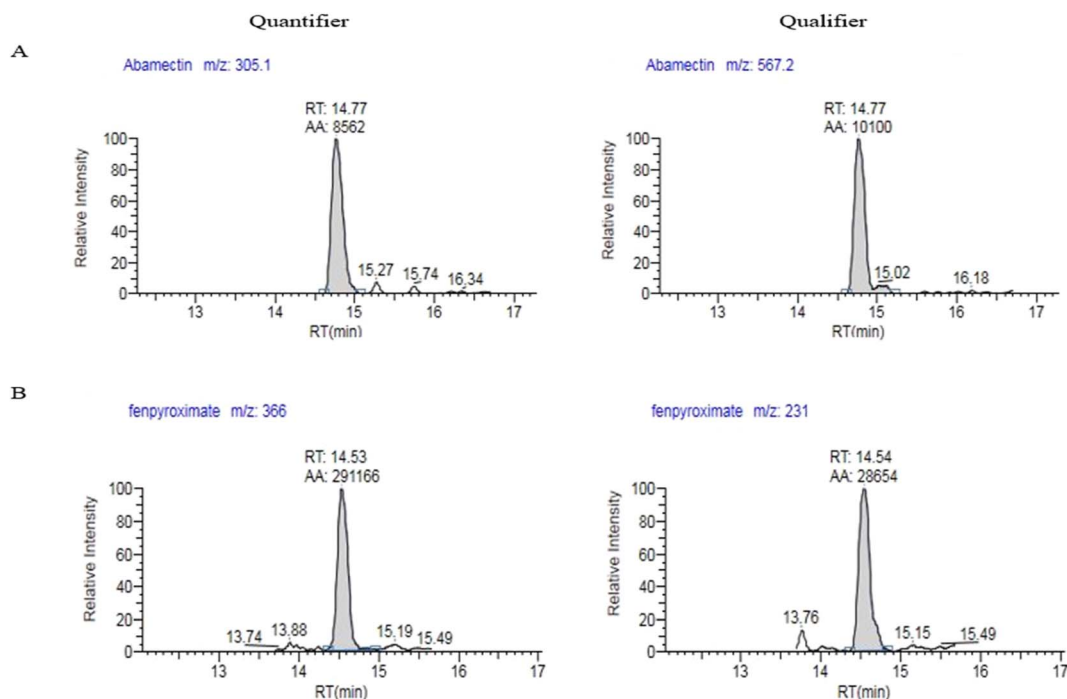 Quantifier
Qualifier
A
Abamectin m/z: 305.1
RT: 14.77
AA: 8562
Relative Intensity
100
80
60
40
20
0
15.27
15.74
16.34
13
14
15
16
17
RT(min)
Abamectin m/z: 567.2
RT: 14.77
AA: 10100
Relative Intensity
100
80
60
40
20
0
15.02
16.18
13
14
15
16
17
RT(min)
B
fenpyroximate m/z: 366
RT: 14.53
AA: 291166
Relative Intensity
100
80
60
40
20
0
13.74
13.88
15.19
15.49
13
14
15
16
17
RT(min)
fenpyroximate m/z: 231
RT: 14.54
AA: 28654
Relative Intensity
100
80
60
40
20
0
13.76
15.15
15.49
13
14
15
16
17
RT(min)